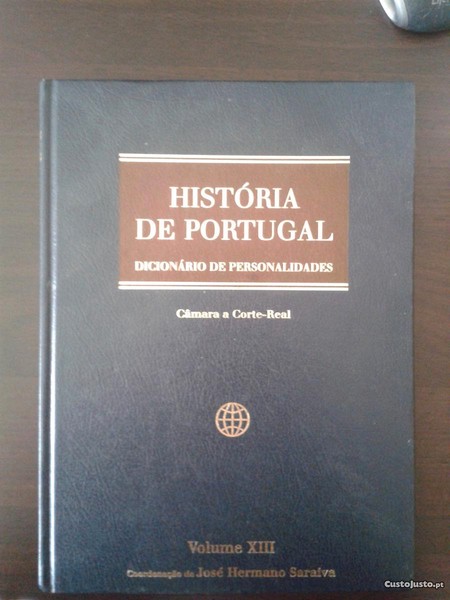 HISTÓRIA
DE PORTUGAL
DICIONÁRIO DE PERSONALIDADES
Câmara a Corte-Real
Volume XIII
Coordenação de José Hermano Saraiva
CustoJusto.pt